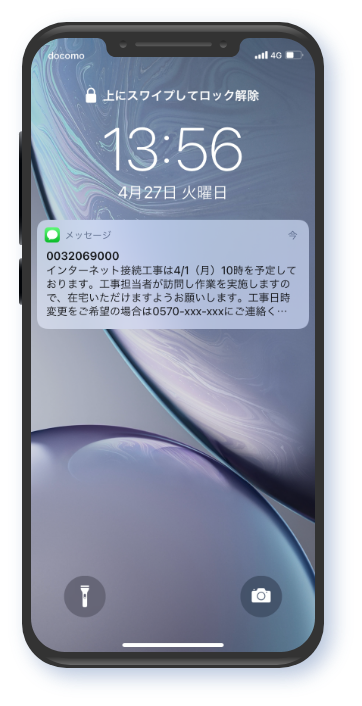 docomo 4G
上にスワイプしてロック解除
13:56
4月27日 火曜日
メッセージ 今
0032069000
インターネット接続工事は4/1（月）10時を予定して
おります。工事担当者が訪問し作業を実施しますの
で、在宅いただけますようお願いします。工事日時
変更をご希望の場合は0570-xxx-xxxにご連絡く…